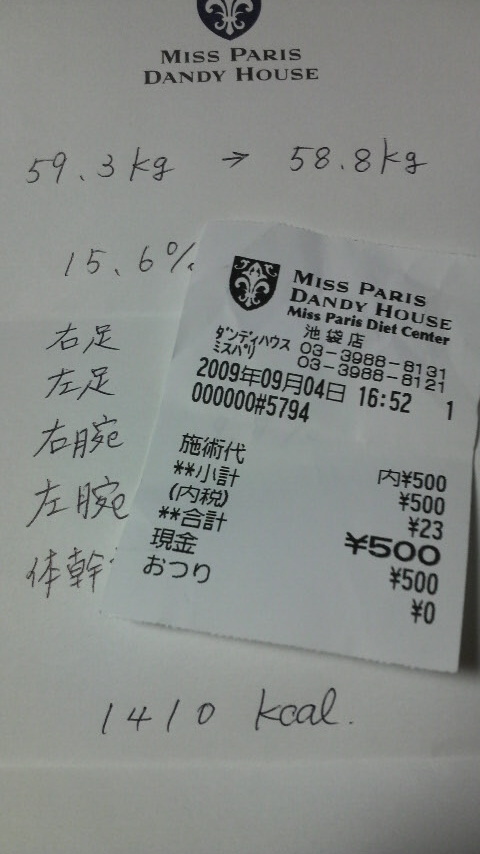 MISS PARIS
DANDY HOUSE
59.3kg → 58.8kg
15.6%
右足
左足
右腕
左腕
体幹
1410 kcal.
MISS PARIS
DANDY HOUSE
Miss Paris Diet Center
池袋店
ダンディハウス 03-3988-8131
ミスパリ 03-3988-8121
2009年09月04日 16:52 1
000000#5794
施術代 内¥500
**小計 ¥500
(内税) ¥23
**合計 ¥500
現金 ¥500
おつり ¥0